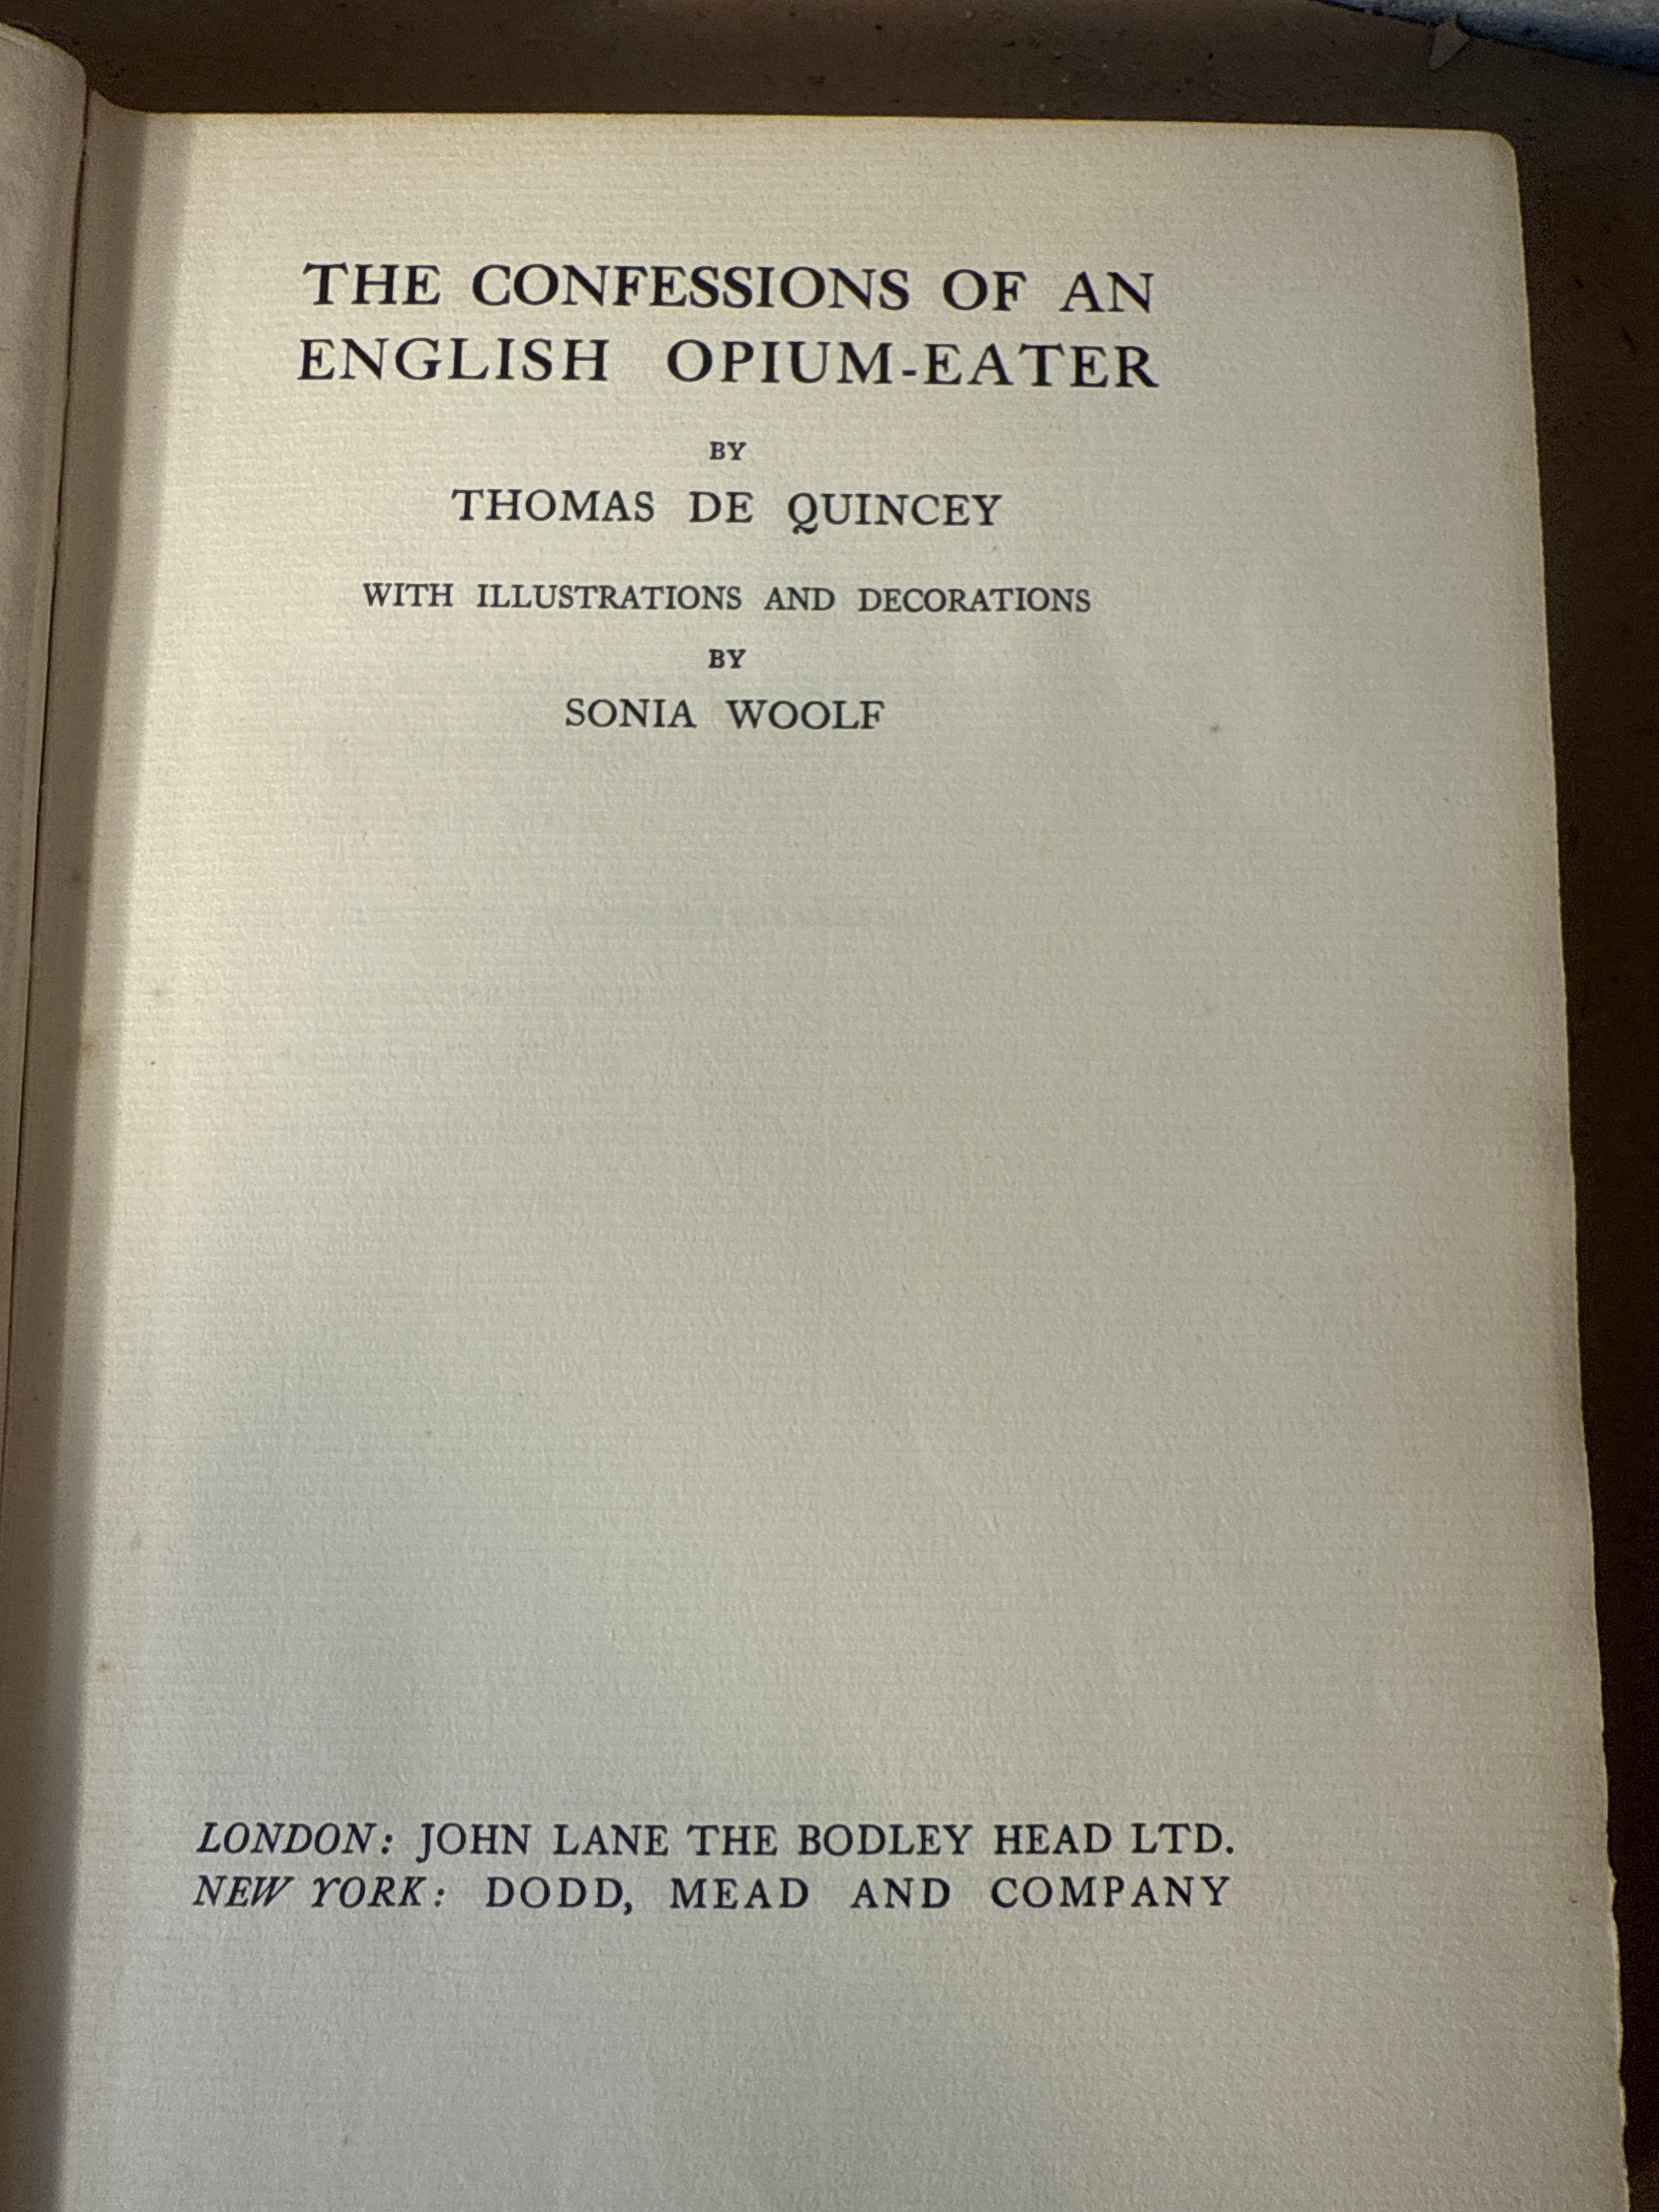 THE CONFESSIONS OF AN
ENGLISH OPIUM-EATER
BY
THOMAS DE QUINCEY
WITH ILLUSTRATIONS AND DECORATIONS
BY
SONIA WOOLF
LONDON: JOHN LANE THE BODLEY HEAD LTD.
NEW YORK: DODD, MEAD AND COMPANY